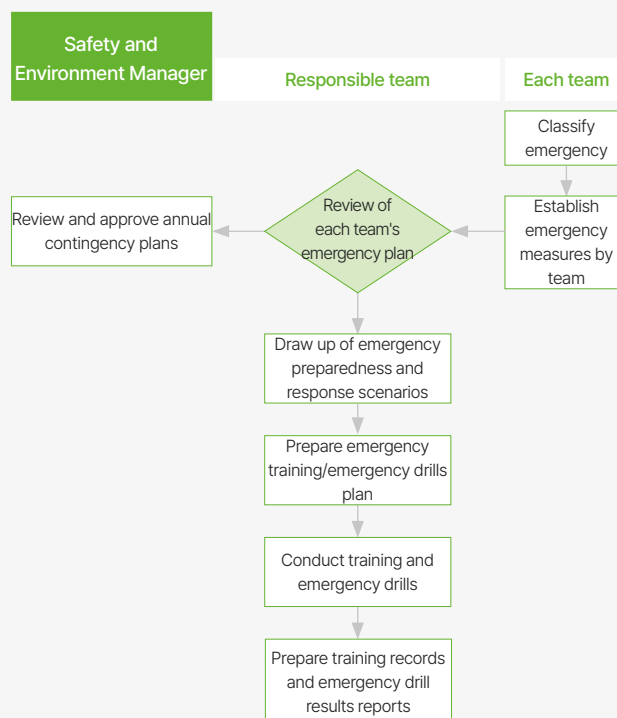 Safety and
Environment Manager
Responsible team
Each team
Classify
emergency
Review of
each team's
emergency plan
Review and approve annual
contingency plans
Establish
emergency
measures by
team
Draw up of emergency
preparedness and
response scenarios
Prepare emergency
training/emergency drills
plan
Conduct training and
emergency drills
Prepare training records
and emergency drill
results reports